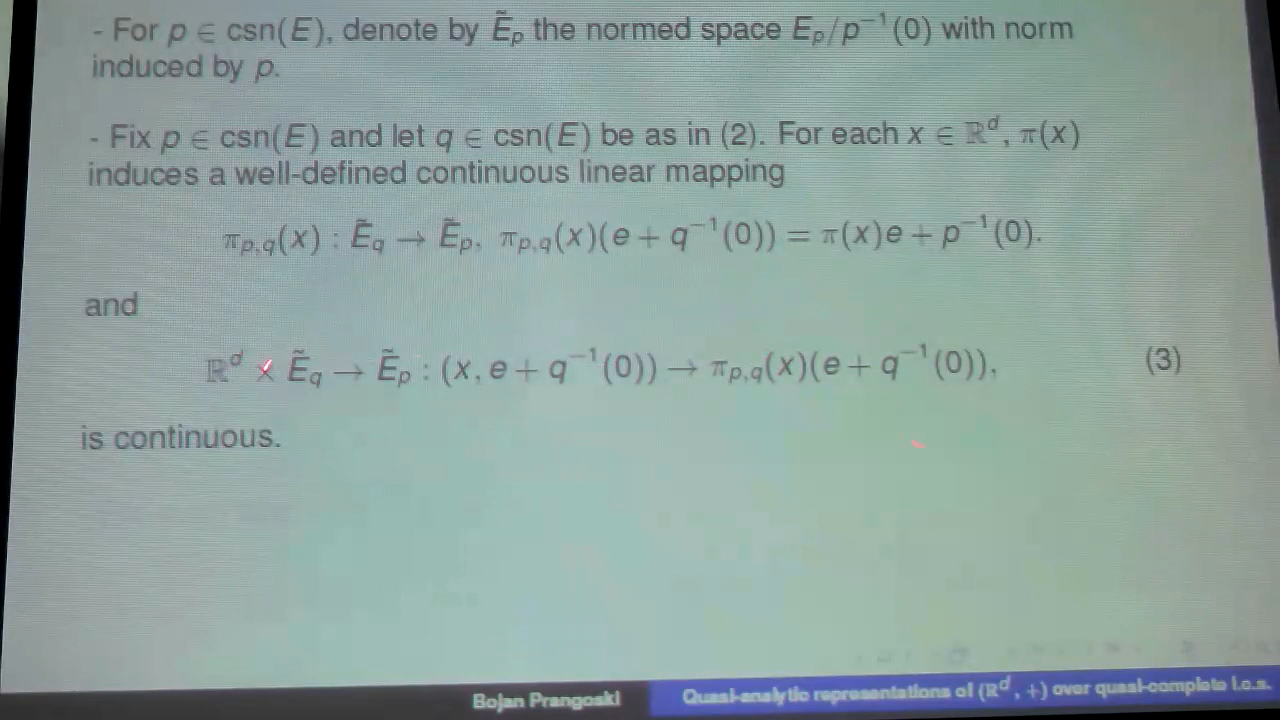 - For p ∈ csn(E), denote by Ẽ_p the normed space E_p/p⁻¹(0) with norm
induced by p.
- Fix p ∈ csn(E) and let q ∈ csn(E) be as in (2). For each x ∈ ℝᵈ, π(x)
induces a well-defined continuous linear mapping
π_{p,q}(x) : Ẽ_q → Ẽ_p, π_{p,q}(x)(e + q⁻¹(0)) = π(x)e + p⁻¹(0).
and
ℝᵈ × Ẽ_q → Ẽ_p : (x, e + q⁻¹(0)) → π_{p,q}(x)(e + q⁻¹(0)), (3)
is continuous.
Bojan Prangoski Quasi-analytic representations of (ℝᵈ, +) over quasi-complete l.c.s.